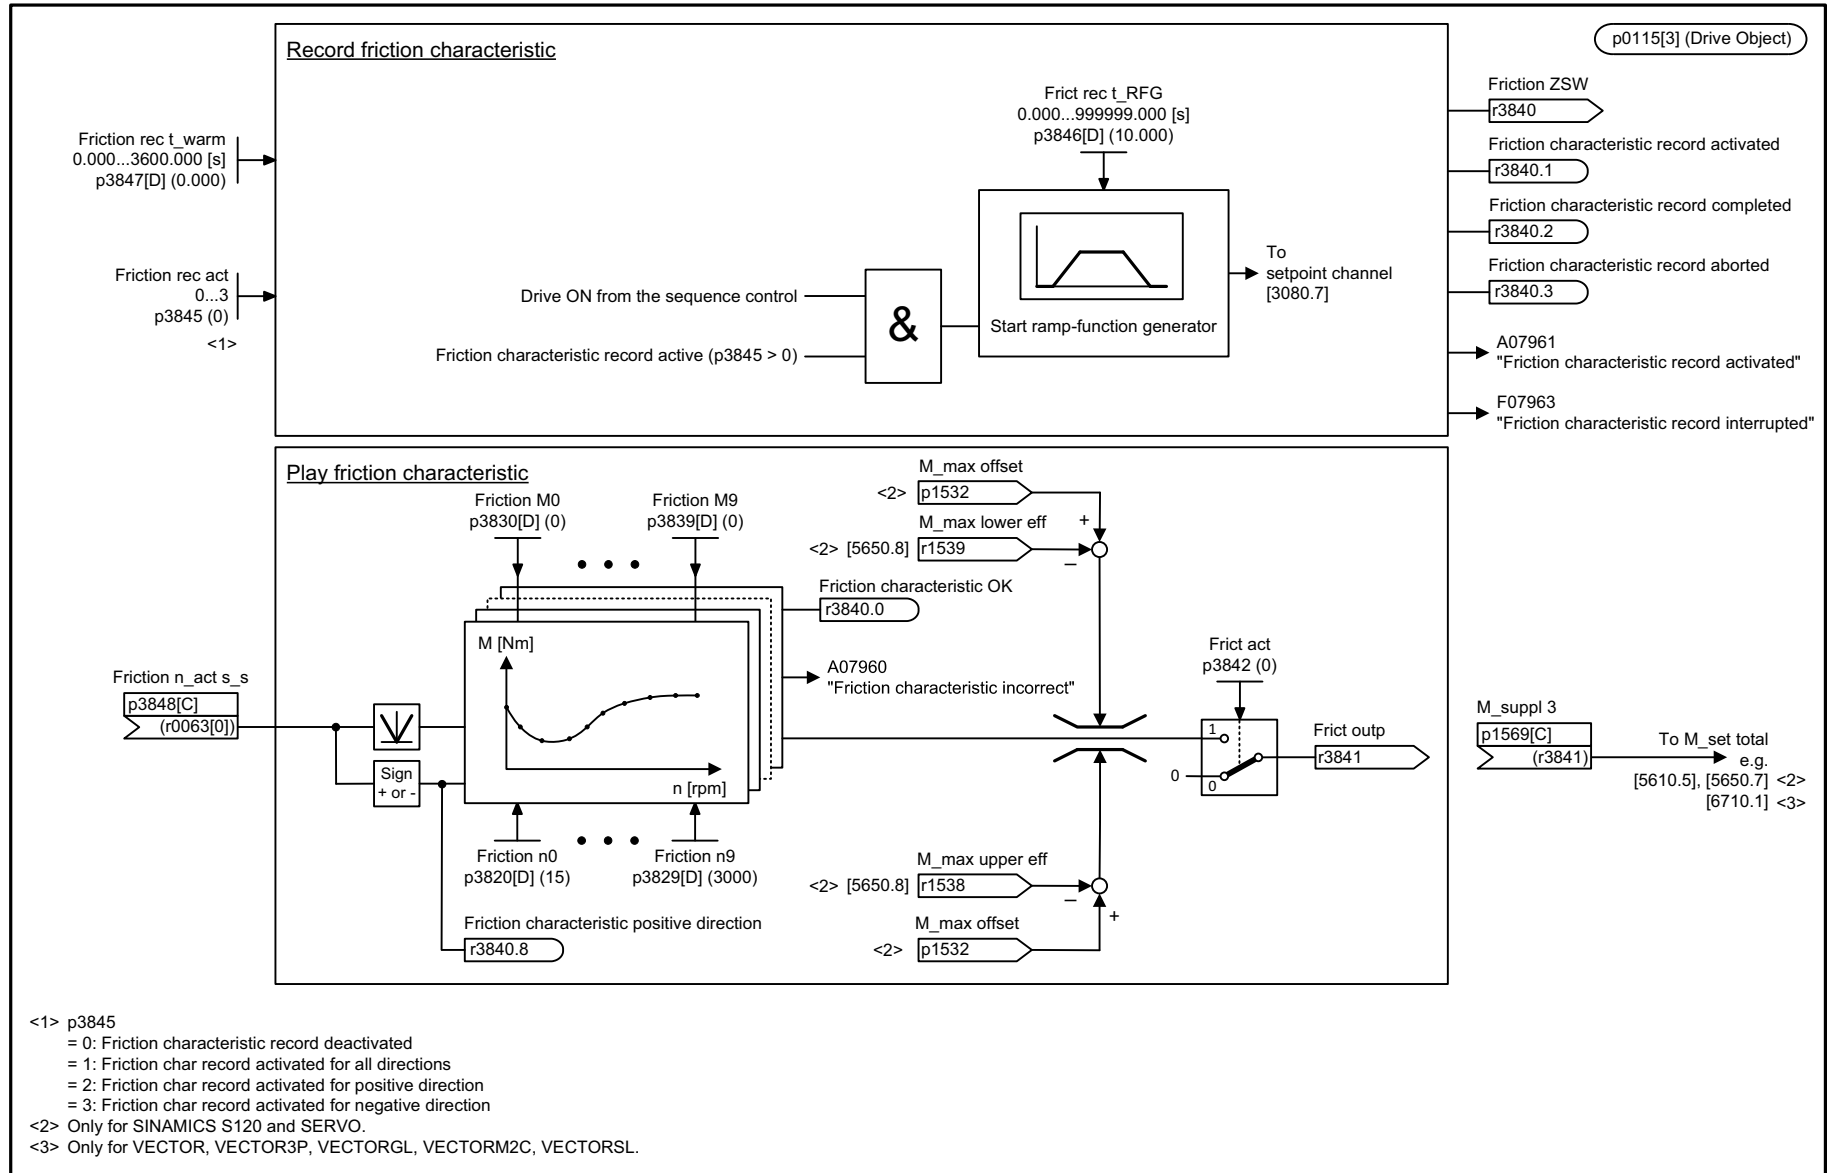 Record friction characteristic
p0115[3] (Drive Object)
Friction rec t_warm
0.000...3600.000 [s]
p3847[D] (0.000)
Friction rec act
0...3
p3845 (0)
<1>
Frict rec t_RFG
0.000...999999.000 [s]
p3846[D] (10.000)
Drive ON from the sequence control
Friction characteristic record active (p3845 > 0)
&
Start ramp-function generator
To
setpoint channel
[3080.7]
Friction ZSW
r3840
Friction characteristic record activated
r3840.1
Friction characteristic record completed
r3840.2
Friction characteristic record aborted
r3840.3
A07961
"Friction characteristic record activated"
F07963
"Friction characteristic record interrupted"
Play friction characteristic
Friction M0
p3830[D] (0)
Friction M9
p3839[D] (0)
M_max offset
<2> p1532
+
M_max lower eff
<2> [5650.8] r1539
–
Friction characteristic OK
r3840.0
A07960
"Friction characteristic incorrect"
M [Nm]
n [rpm]
Friction n_act s_s
p3848[C]
(r0063[0])
Sign
+ or -
Friction n0
p3820[D] (15)
Friction n9
p3829[D] (3000)
Friction characteristic positive direction
r3840.8
M_max upper eff
<2> [5650.8] r1538
–
+
M_max offset
<2> p1532
Frict act
p3842 (0)
1
0
0
Frict outp
r3841
M_suppl 3
p1569[C]
(r3841)
To M_set total
e.g.
[5610.5], [5650.7] <2>
[6710.1] <3>
<1> p3845
= 0: Friction characteristic record deactivated
= 1: Friction char record activated for all directions
= 2: Friction char record activated for positive direction
= 3: Friction char record activated for negative direction
<2> Only for SINAMICS S120 and SERVO.
<3> Only for VECTOR, VECTOR3P, VECTORGL, VECTORM2C, VECTORSL.